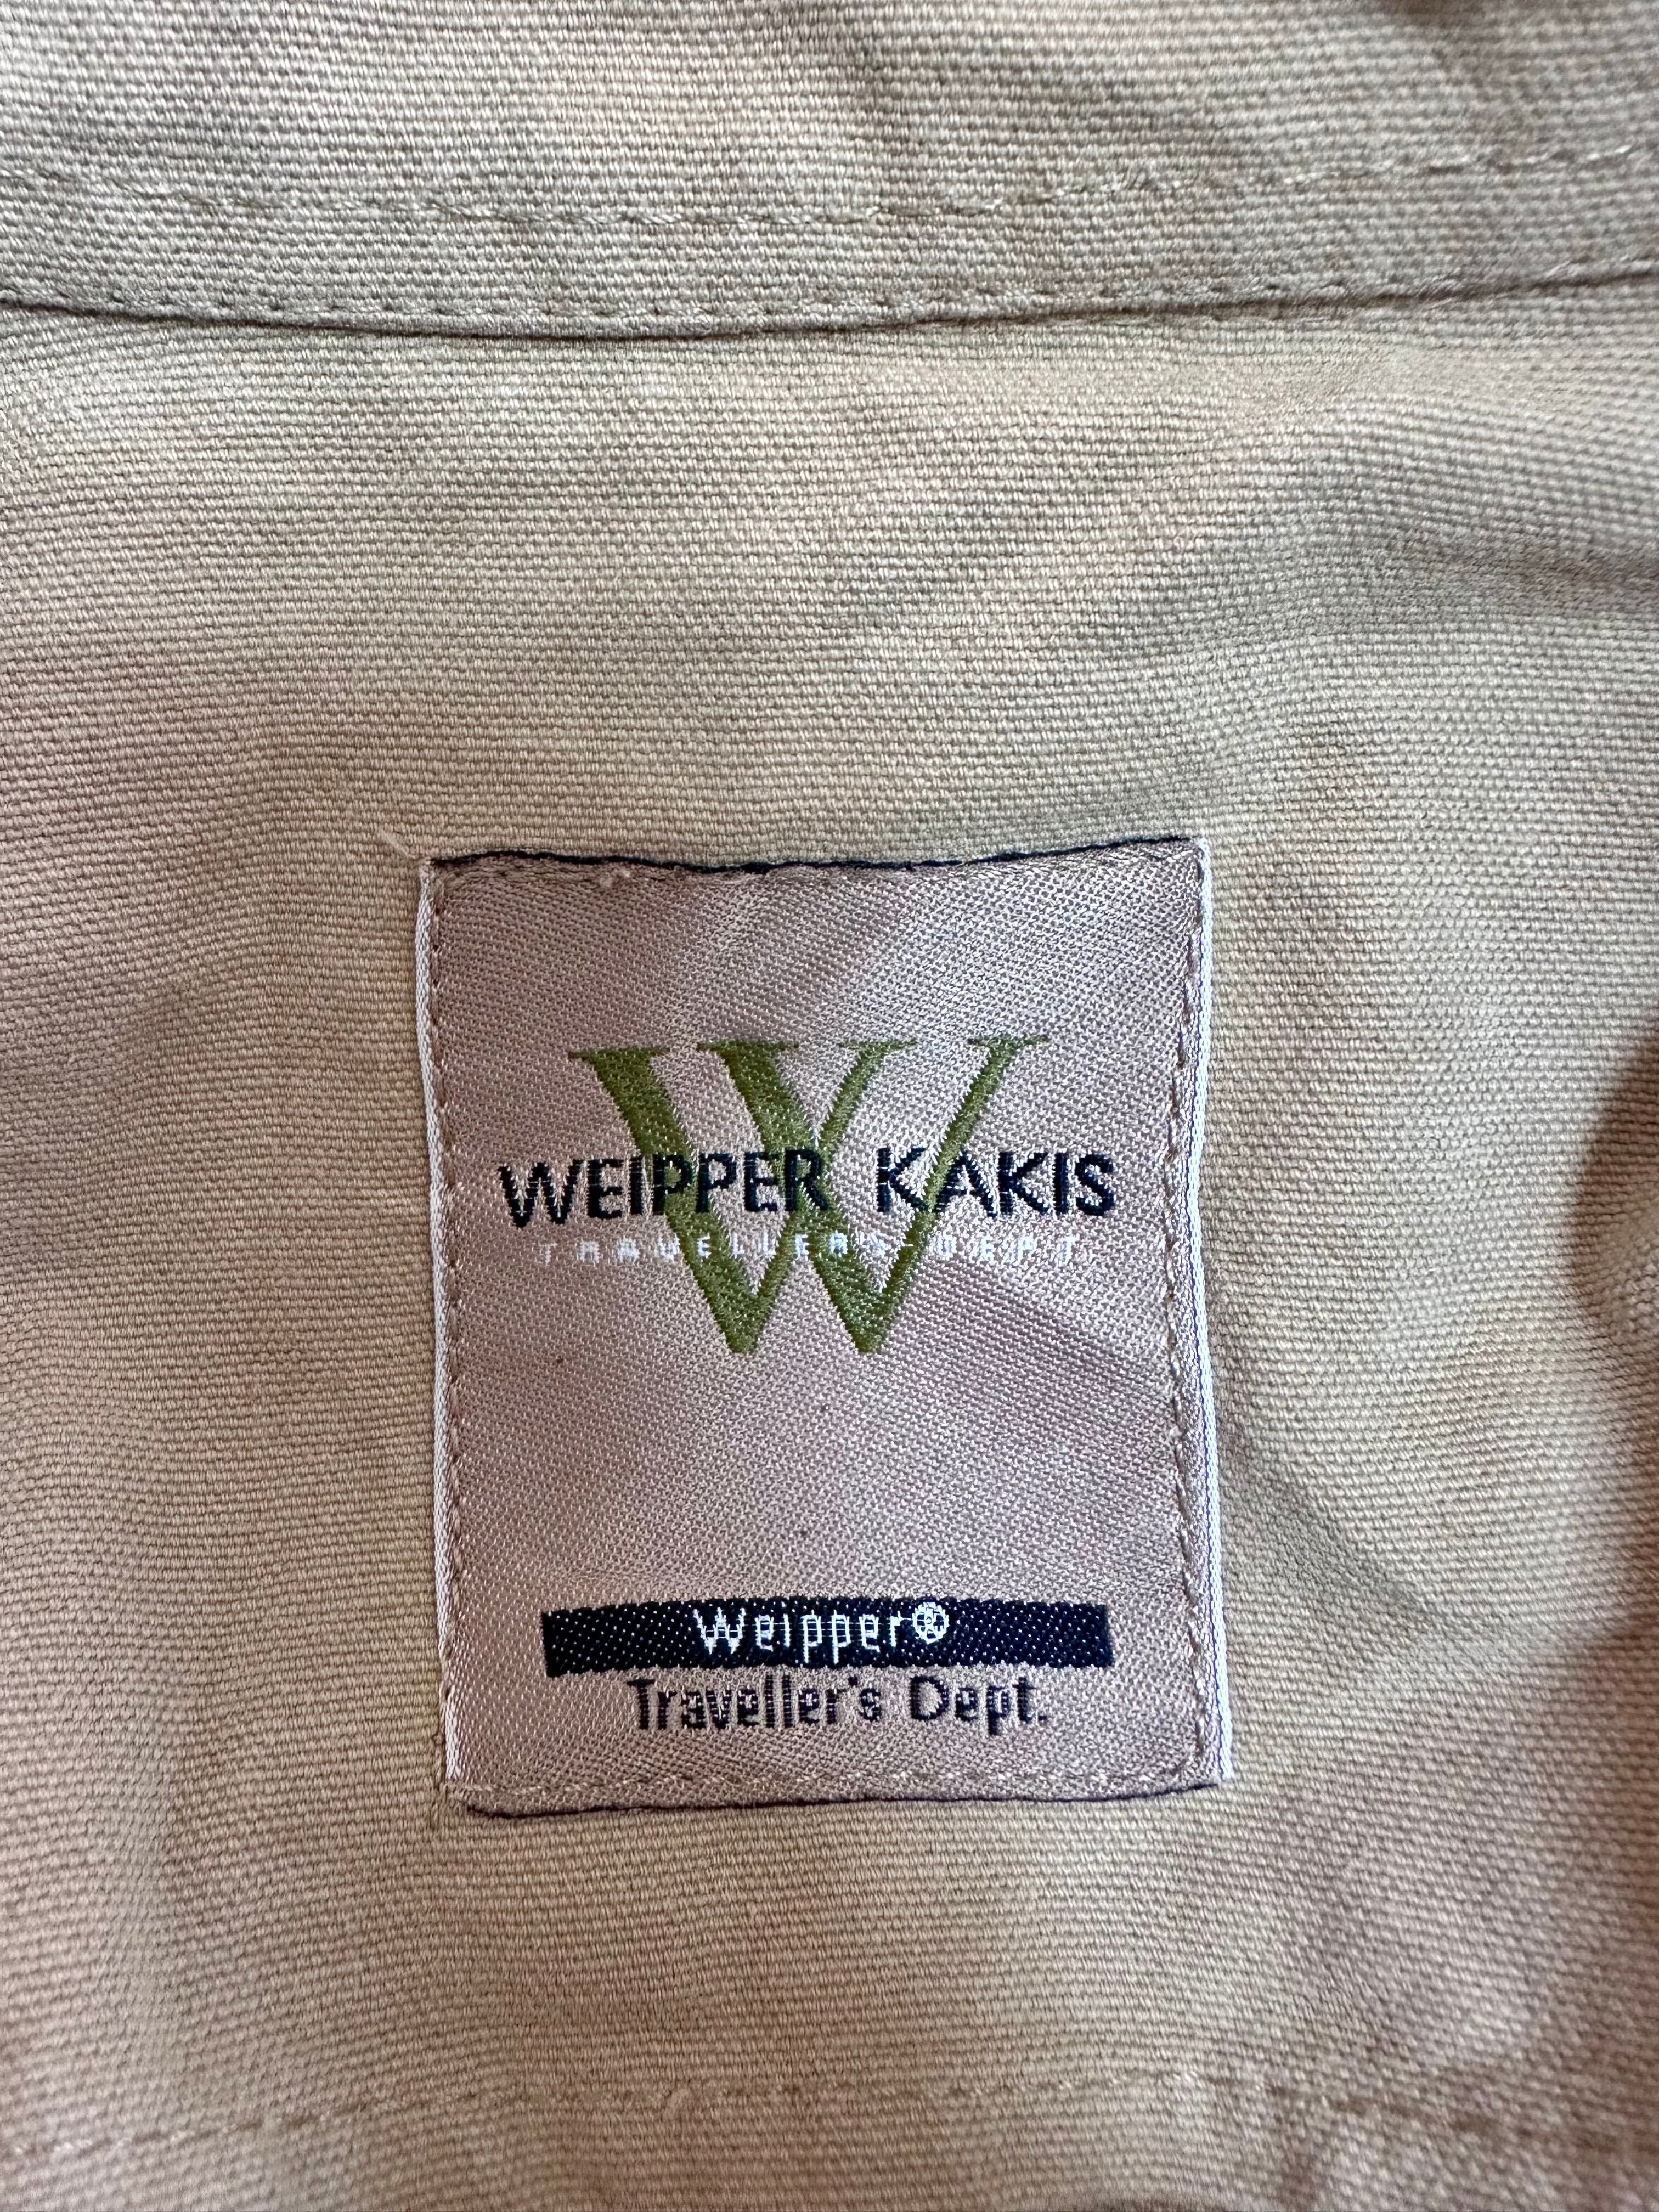 W
WEIPPER KAKIS
TRAVELLER'S DEPT.
Weipper®
Traveller's Dept.